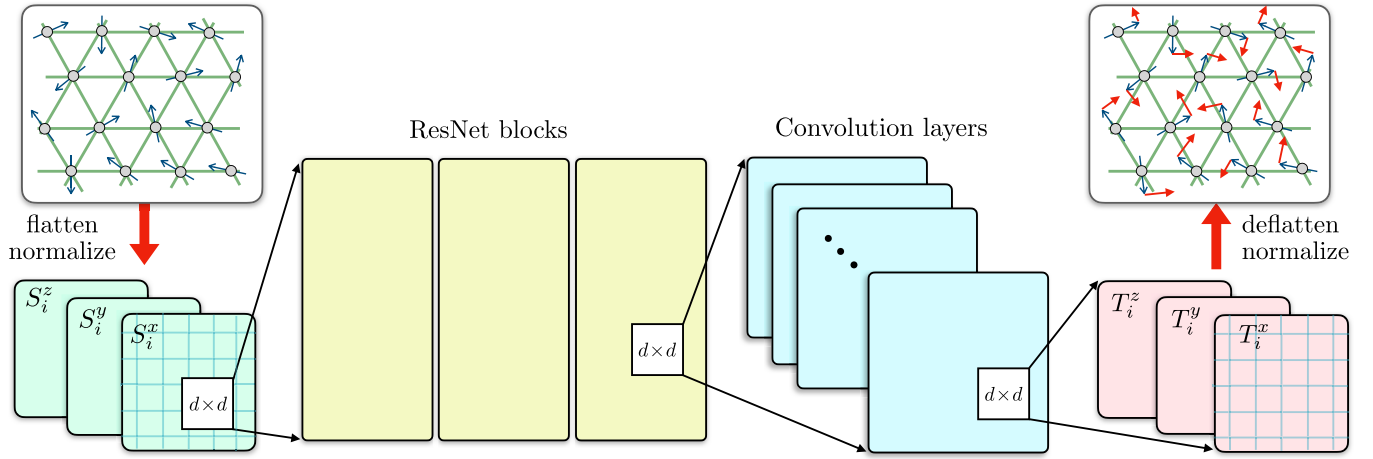 ResNet blocks
Convolution layers
flatten
normalize
deflatten
normalize
S_i^z
S_i^y
S_i^x
d×d
d×d
d×d
T_i^z
T_i^y
T_i^x